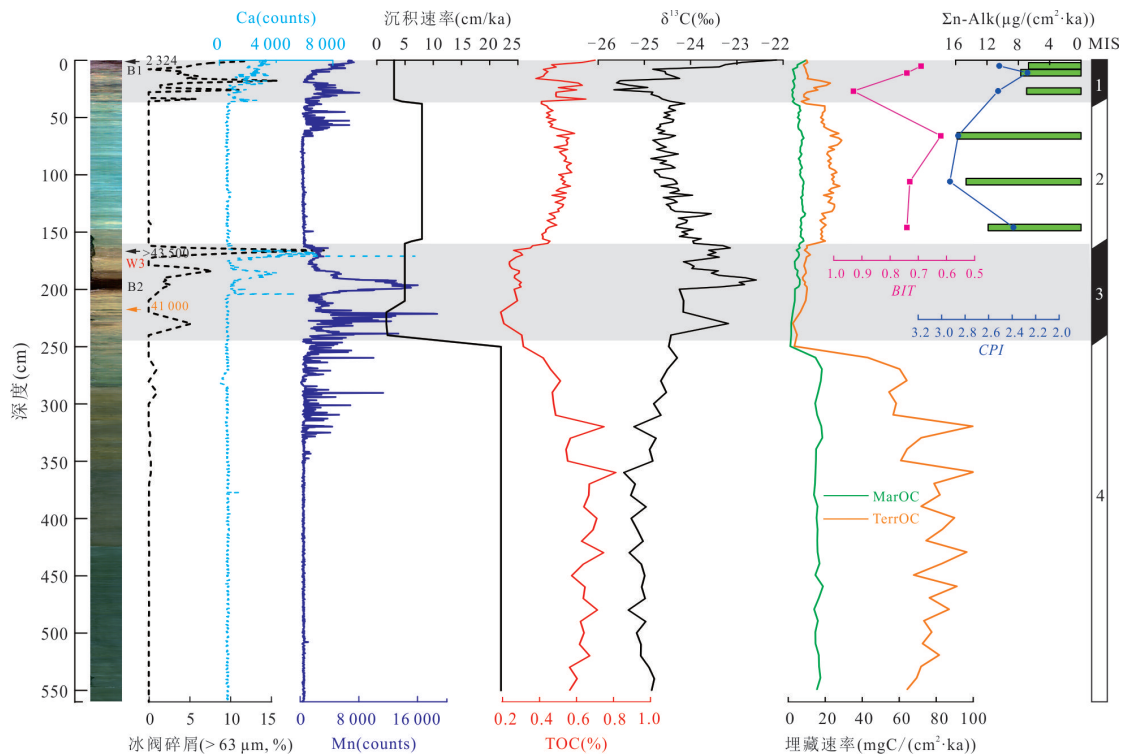 Ca(counts)
0 4 000 8 000
沉积速率(cm/ka)
0 5 10 15 20 25
δ¹³C(‰)
−26 −25 −24 −23 −22
Σn-Alk(μg/(cm²·ka)
16 12 8 4 0
MIS
深度(cm)
0
50
100
150
200
250
300
350
400
450
500
550
2 324
B1
>43 500
W3
B2
41 000
1
2
3
4
1.0 0.9 0.8 0.7 0.6 0.5
BIT
3.2 3.0 2.8 2.6 2.4 2.2 2.0
CPI
MarOC
TerrOC
0 5 10 15
冰阀碎屑(> 63 μm, %)
0 8 000 16 000
Mn(counts)
0.2 0.4 0.6 0.8 1.0
TOC(%)
0 20 40 60 80 100
埋藏速率(mgC/(cm²·ka)